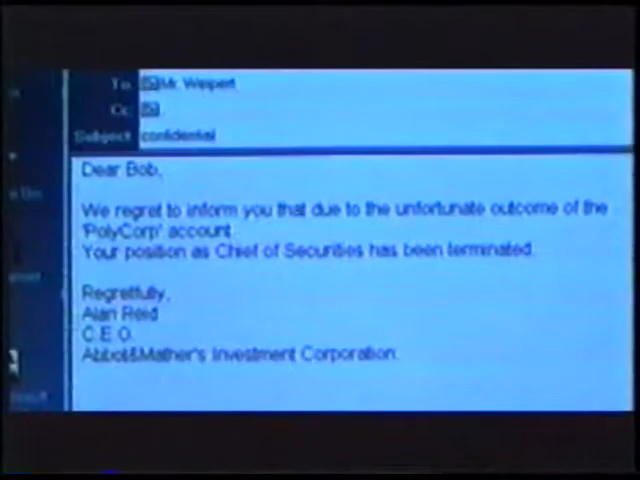 To: Mr. Wippert
Cc:
Subject: confidential
Dear Bob,
We regret to inform you that due to the unfortunate outcome of the
'PolyCorp' account.
Your position as Chief of Securities has been terminated.
Regretfully,
Alan Reid
C.E.O.
Abbot&Mather's Investment Corporation.